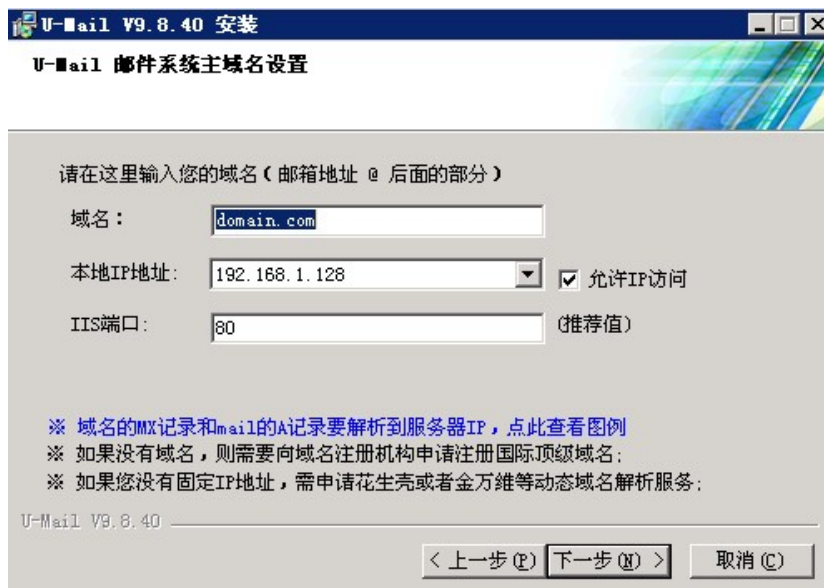 U-Mail V9.8.40 安装
U-Mail 邮件系统主域名设置
请在这里输入您的域名(邮箱地址 @ 后面的部分)
域名:
domain.com
本地IP地址:
192.168.1.128
允许IP访问
IIS端口:
80
(推荐值)
※ 域名的MX记录和mail的A记录要解析到服务器IP,点此查看图例
※ 如果没有域名,则需要向域名注册机构申请注册国际顶级域名;
※ 如果您没有固定IP地址,需申请花生壳或者金万维等动态域名解析服务;
U-Mail V9.8.40
< 上一步(P)
下一步(N) >
取消(C)